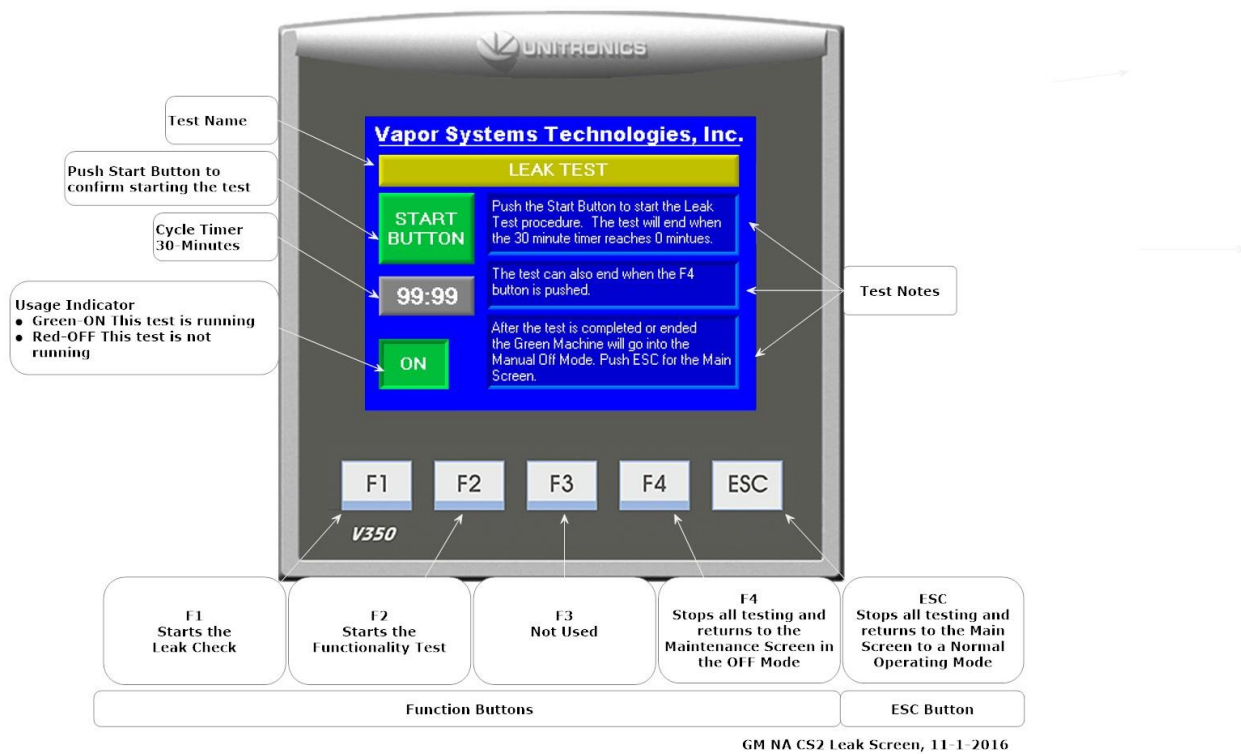 UNITRONICS
Test Name
Vapor Systems Technologies, Inc.
LEAK TEST
Push Start Button to
confirm starting the test
START
BUTTON
Push the Start Button to start the Leak
Test procedure. The test will end when
the 30 minute timer reaches 0 mintues.
Cycle Timer
30-Minutes
99:99
The test can also end when the F4
button is pushed.
Test Notes
Usage Indicator
● Green-ON This test is running
● Red-OFF This test is not
running
ON
After the test is completed or ended
the Green Machine will go into the
Manual Off Mode. Push ESC for the Main
Screen.
F1
F2
F3
F4
ESC
V350
F1
Starts the
Leak Check
F2
Starts the
Functionality Test
F3
Not Used
F4
Stops all testing and
returns to the
Maintenance Screen in
the OFF Mode
ESC
Stops all testing and
returns to the Main
Screen to a Normal
Operating Mode
Function Buttons
ESC Button
GM NA CS2 Leak Screen, 11-1-2016